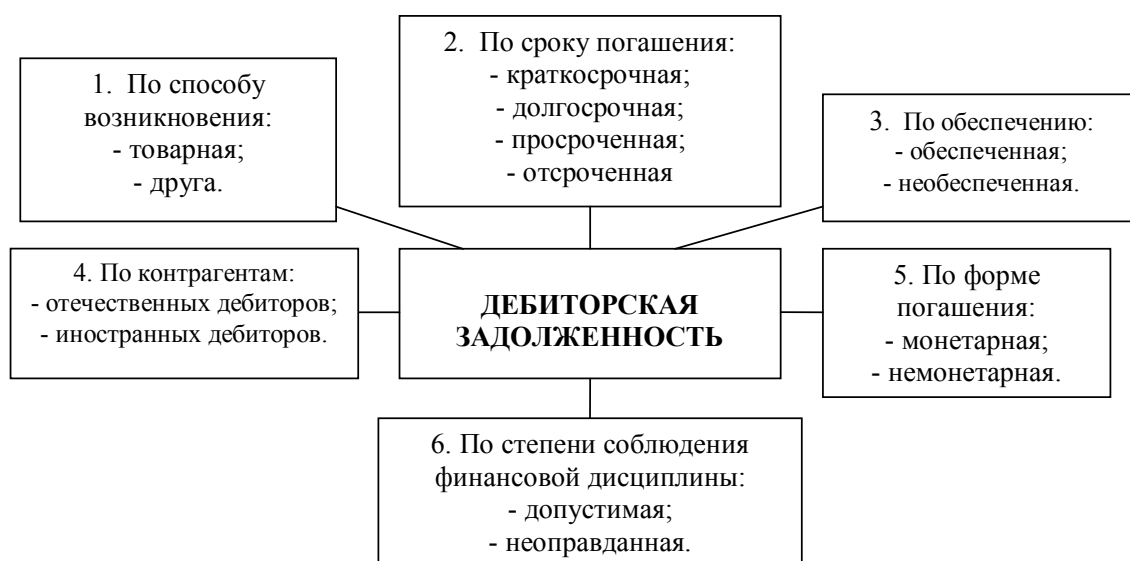 1. По способу
возникновения:
- товарная;
- друга.
2. По сроку погашения:
- краткосрочная;
- долгосрочная;
- просроченная;
- отсроченная
3. По обеспечению:
- обеспеченная;
- необеспеченная.
4. По контрагентам:
- отечественных дебиторов;
- иностранных дебиторов.
ДЕБИТОРСКАЯ
ЗАДОЛЖЕННОСТЬ
5. По форме
погашения:
- монетарная;
- немонетарная.
6. По степени соблюдения
финансовой дисциплины:
- допустимая;
- неоправданная.